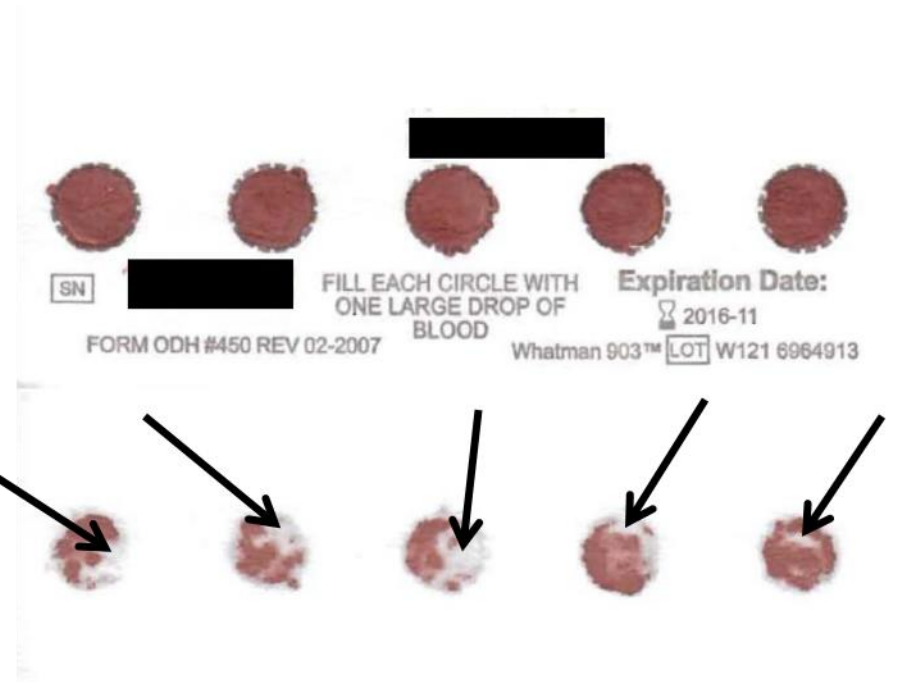 SN
FILL EACH CIRCLE WITH
ONE LARGE DROP OF
BLOOD
Expiration Date:
2016-11
FORM ODH #450 REV 02-2007
Whatman 903™ LOT W121 6964913